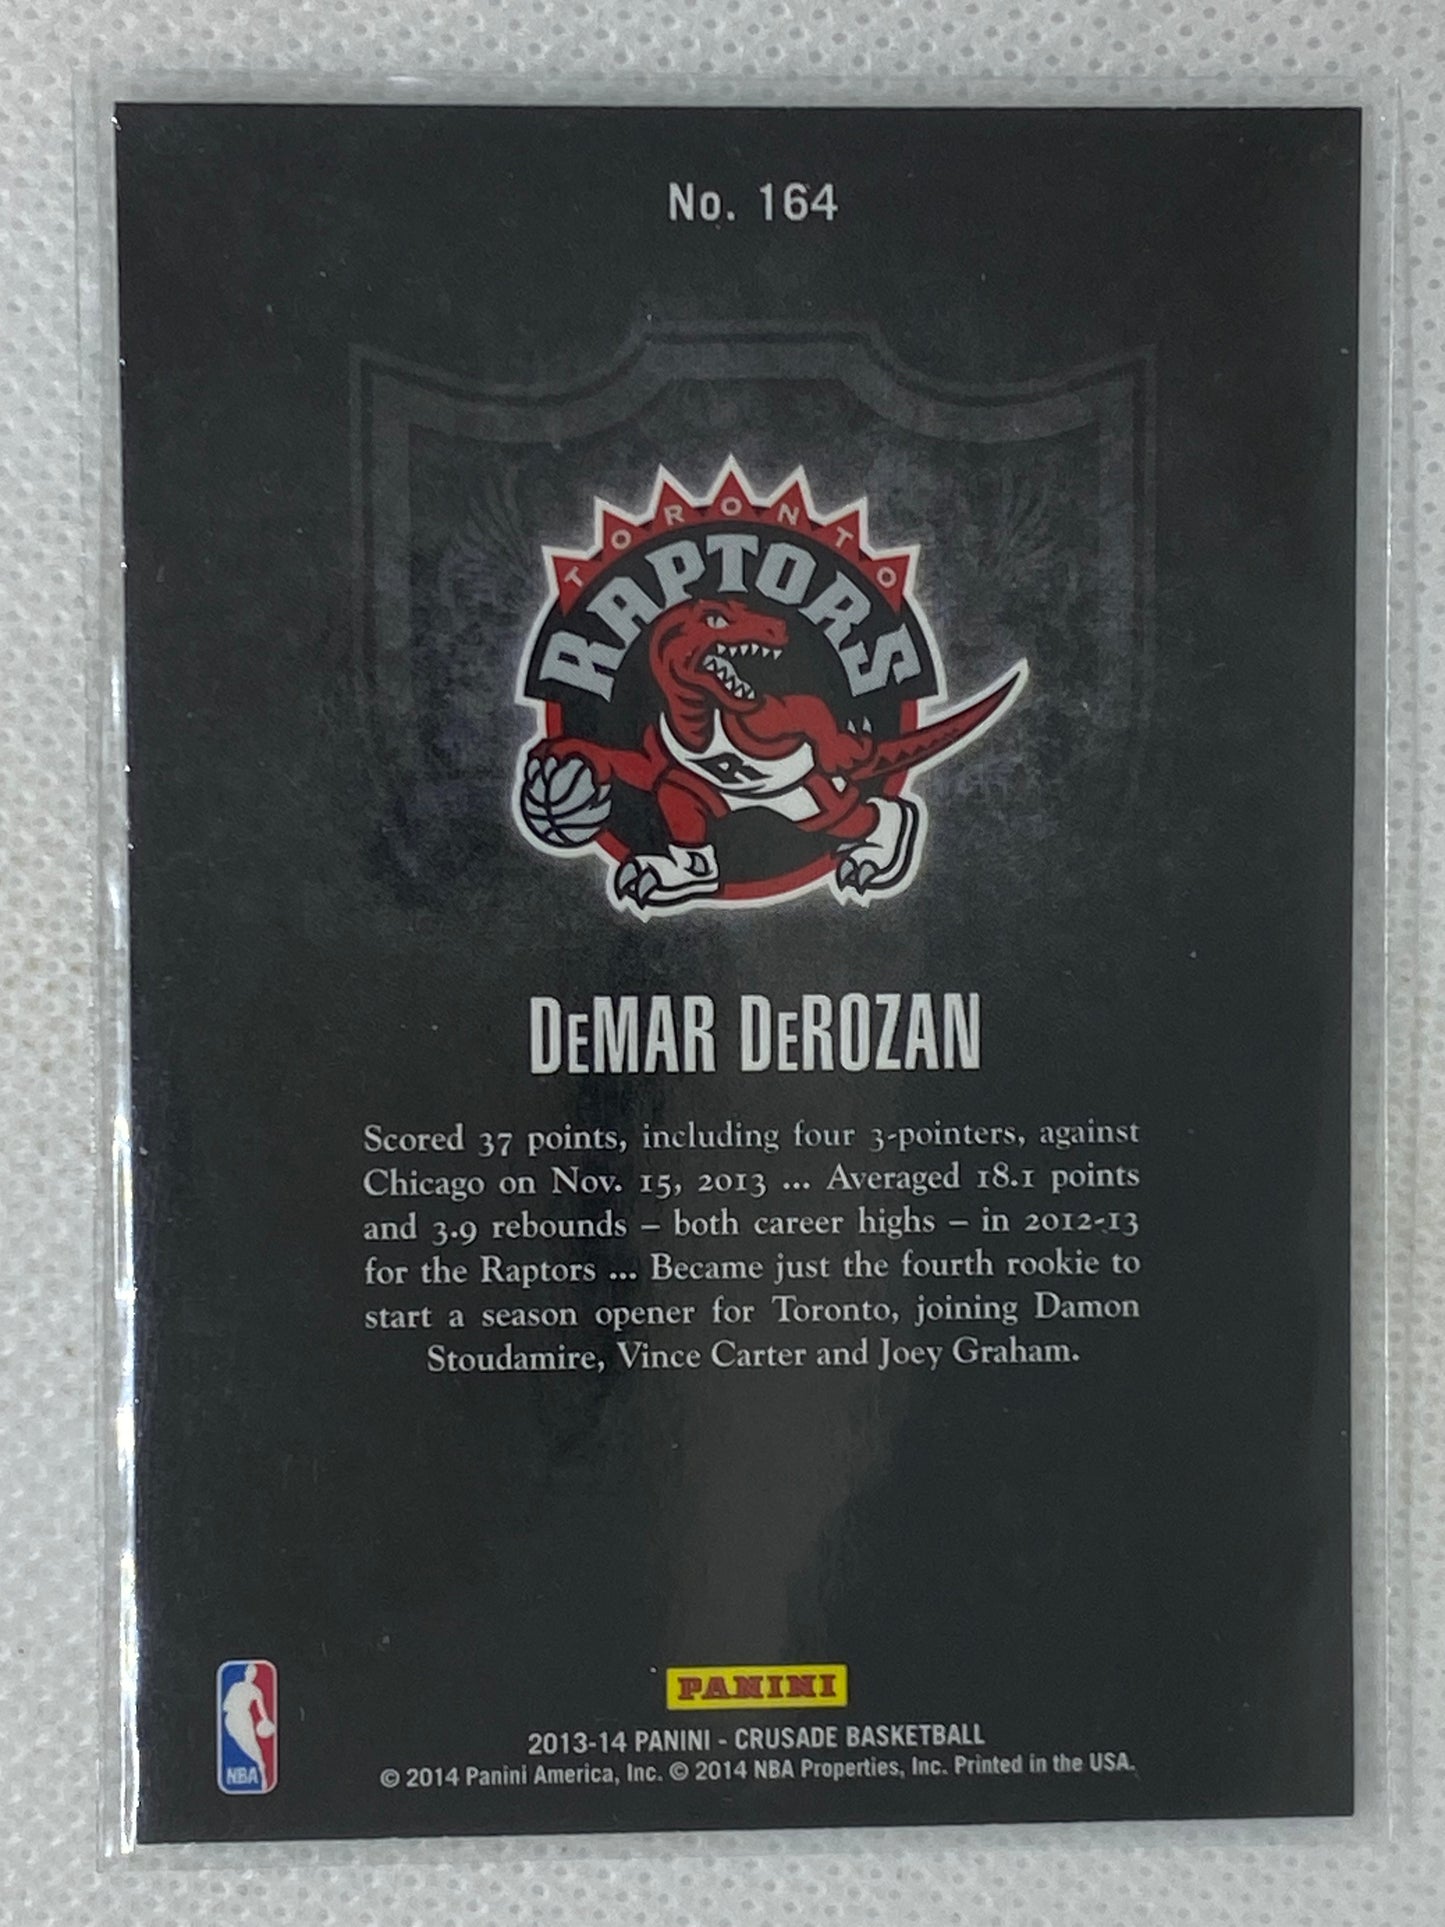 No. 164
TORONTO
RAPTORS
DeMAR DeROZAN
Scored 37 points, including four 3-pointers, against
Chicago on Nov. 15, 2013 ... Averaged 18.1 points
and 3.9 rebounds – both career highs – in 2012-13
for the Raptors ... Became just the fourth rookie to
start a season opener for Toronto, joining Damon
Stoudamire, Vince Carter and Joey Graham.
PANINI
2013-14 PANINI - CRUSADE BASKETBALL
© 2014 Panini America, Inc. © 2014 NBA Properties, Inc. Printed in the USA.
NBA